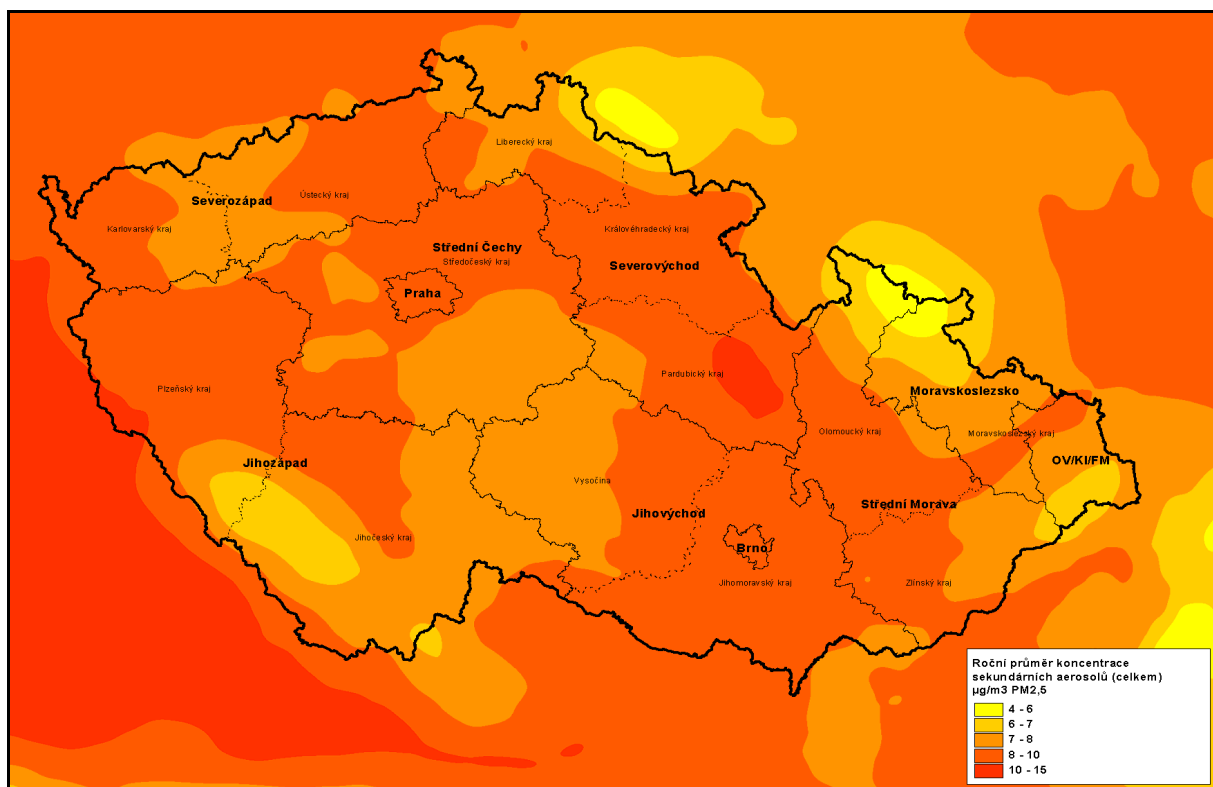 Liberecký kraj
Ústecký kraj
Severozápad
Karlovarský kraj
Královéhradecký kraj
Střední Čechy
Středočeský kraj
Severovýchod
Praha
Pardubický kraj
Plzeňský kraj
Moravskoslezsko
Olomoucký kraj
Moravskoslezský kraj
OV/KI/FM
Jihozápad
Vysočina
Střední Morava
Jihovýchod
Jihočeský kraj
Brno
Jihomoravský kraj
Zlínský kraj
Roční průměr koncentrace
sekundárních aerosolů (celkem)
µg/m3 PM2,5
4 - 6
6 - 7
7 - 8
8 - 10
10 - 15